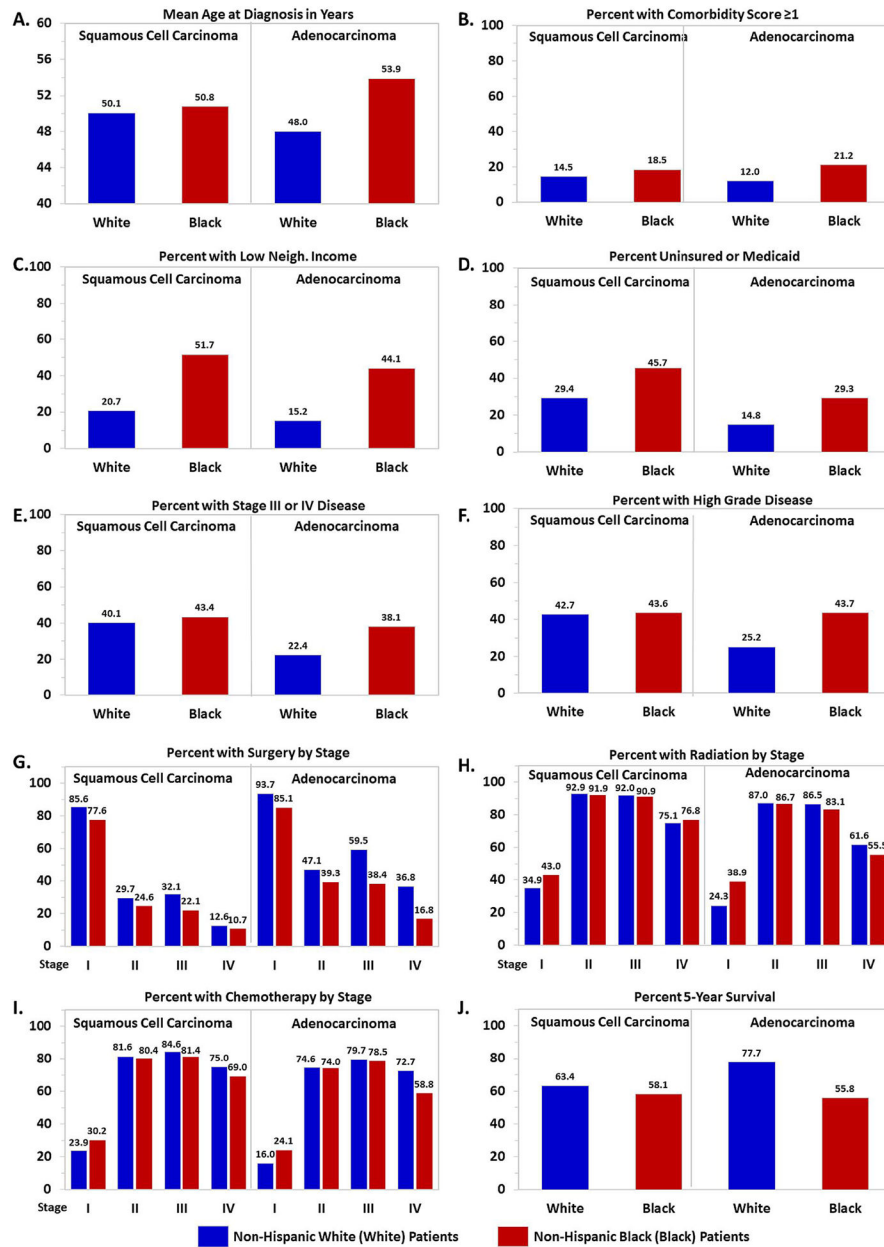 A. Mean Age at Diagnosis in Years
60
56
52
48
44
40
Squamous Cell Carcinoma Adenocarcinoma
50.1 50.8 48.0 53.9
White Black White Black
B. Percent with Comorbidity Score ≥1
100
80
60
40
20
0
Squamous Cell Carcinoma Adenocarcinoma
14.5 18.5 12.0 21.2
White Black White Black
C. Percent with Low Neigh. Income
100
80
60
40
20
0
Squamous Cell Carcinoma Adenocarcinoma
20.7 51.7 15.2 44.1
White Black White Black
D. Percent Uninsured or Medicaid
100
80
60
40
20
0
Squamous Cell Carcinoma Adenocarcinoma
29.4 45.7 14.8 29.3
White Black White Black
E. Percent with Stage III or IV Disease
100
80
60
40
20
0
Squamous Cell Carcinoma Adenocarcinoma
40.1 43.4 22.4 38.1
White Black White Black
F. Percent with High Grade Disease
100
80
60
40
20
0
Squamous Cell Carcinoma Adenocarcinoma
42.7 43.6 25.2 43.7
White Black White Black
G. Percent with Surgery by Stage
100
80
60
40
20
0
Squamous Cell Carcinoma Adenocarcinoma
85.6 77.6 29.7 24.6 32.1 22.1 12.6 10.7 93.7 85.1 47.1 39.3 59.5 38.4 36.8 16.8
Stage I II III IV I II III IV
H. Percent with Radiation by Stage
100
80
60
40
20
0
Squamous Cell Carcinoma Adenocarcinoma
34.9 43.0 92.9 91.9 92.0 90.9 75.1 76.8 24.3 38.9 87.0 86.7 86.5 83.1 61.6 55.5
Stage I II III IV I II III IV
I. Percent with Chemotherapy by Stage
100
80
60
40
20
0
Squamous Cell Carcinoma Adenocarcinoma
23.9 30.2 81.6 80.4 84.6 81.4 75.0 69.0 16.0 24.1 74.6 74.0 79.7 78.5 72.7 58.8
Stage I II III IV I II III IV
J. Percent 5-Year Survival
100
80
60
40
20
0
Squamous Cell Carcinoma Adenocarcinoma
63.4 58.1 77.7 55.8
White Black White Black
Non-Hispanic White (White) Patients Non-Hispanic Black (Black) Patients